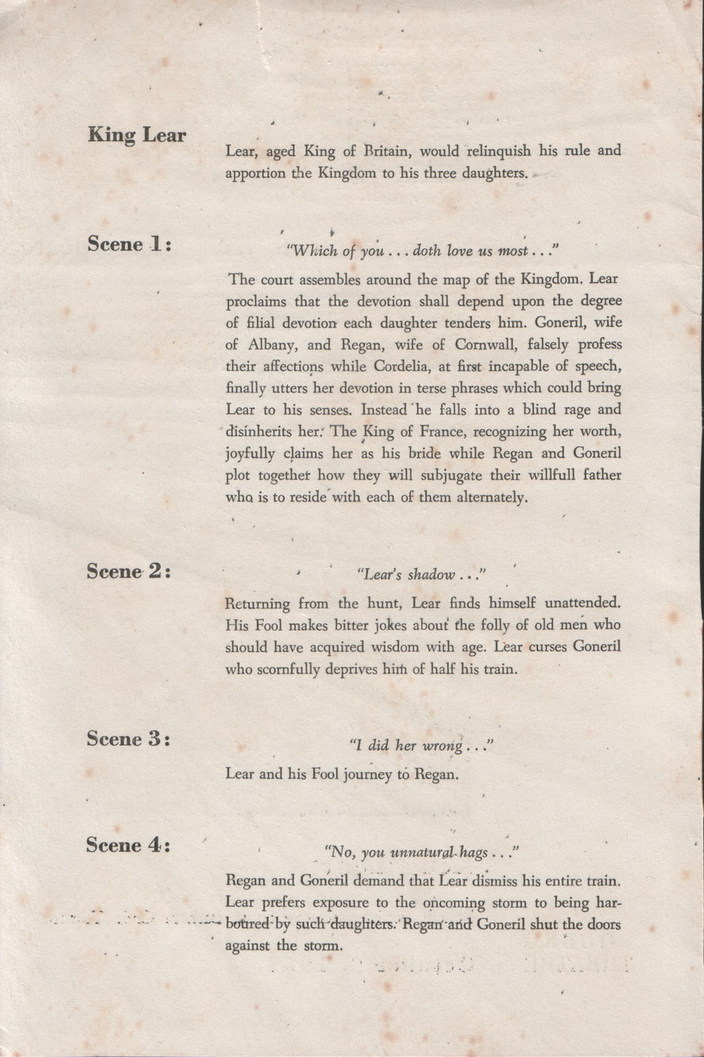 King Lear
Lear, aged King of Britain, would relinquish his rule and
apportion the Kingdom to his three daughters.
Scene 1:
"Which of you . . . doth love us most . . ."
The court assembles around the map of the Kingdom. Lear
proclaims that the devotion shall depend upon the degree
of filial devotion each daughter tenders him. Goneril, wife
of Albany, and Regan, wife of Cornwall, falsely profess
their affections while Cordelia, at first incapable of speech,
finally utters her devotion in terse phrases which could bring
Lear to his senses. Instead he falls into a blind rage and
disinherits her. The King of France, recognizing her worth,
joyfully claims her as his bride while Regan and Goneril
plot together how they will subjugate their willfull father
who is to reside with each of them alternately.
Scene 2:
"Lear's shadow . . ."
Returning from the hunt, Lear finds himself unattended.
His Fool makes bitter jokes about the folly of old men who
should have acquired wisdom with age. Lear curses Goneril
who scornfully deprives him of half his train.
Scene 3:
"I did her wrong . . ."
Lear and his Fool journey to Regan.
Scene 4:
"No, you unnatural hags . . ."
Regan and Goneril demand that Lear dismiss his entire train.
Lear prefers exposure to the oncoming storm to being har-
boured by such daughters. Regan and Goneril shut the doors
against the storm.